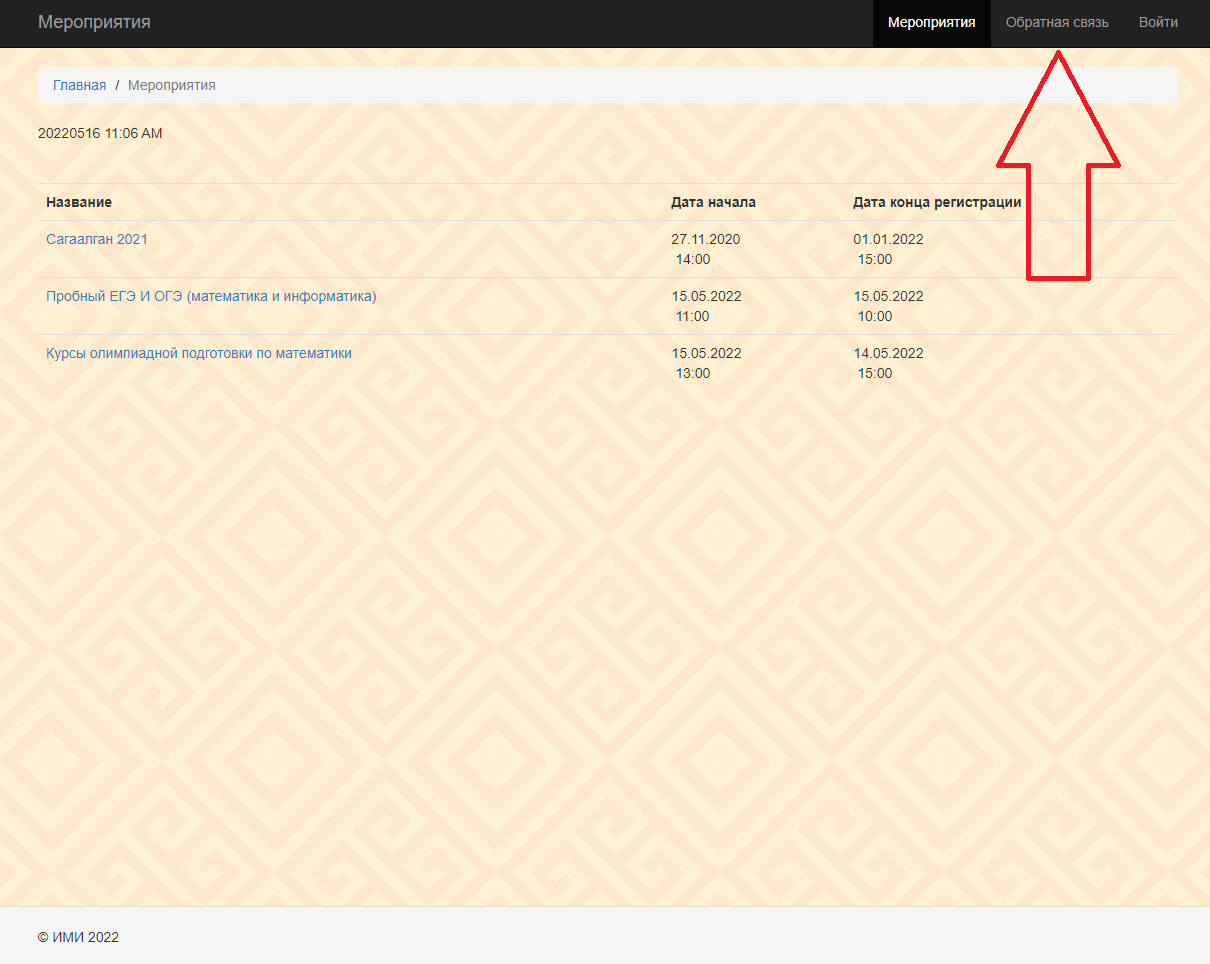 Мероприятия
Мероприятия Обратная связь Войти
Главная / Мероприятия
20220516 11:06 AM
Название Дата начала Дата конца регистрации
Сагаалган 2021 27.11.2020 01.01.2022
14:00 15:00
Пробный ЕГЭ И ОГЭ (математика и информатика) 15.05.2022 15.05.2022
11:00 10:00
Курсы олимпиадной подготовки по математики 15.05.2022 14.05.2022
13:00 15:00
© ИМИ 2022